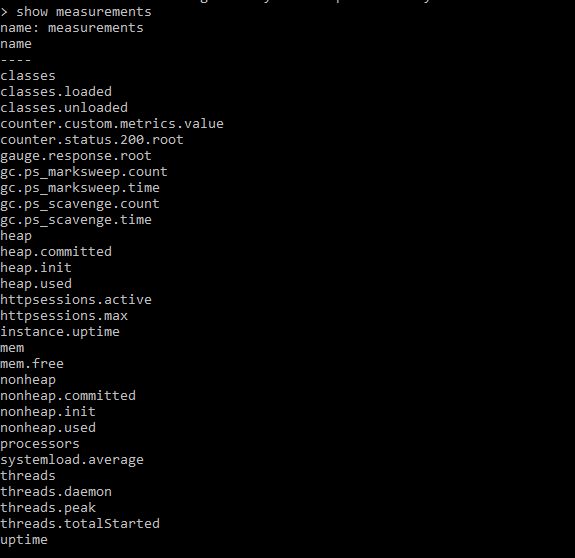 > show measurements
name: measurements
name
----
classes
classes.loaded
classes.unloaded
counter.custom.metrics.value
counter.status.200.root
gauge.response.root
gc.ps_marksweep.count
gc.ps_marksweep.time
gc.ps_scavenge.count
gc.ps_scavenge.time
heap
heap.committed
heap.init
heap.used
httpsessions.active
httpsessions.max
instance.uptime
mem
mem.free
nonheap
nonheap.committed
nonheap.init
nonheap.used
processors
systemload.average
threads
threads.daemon
threads.peak
threads.totalStarted
uptime